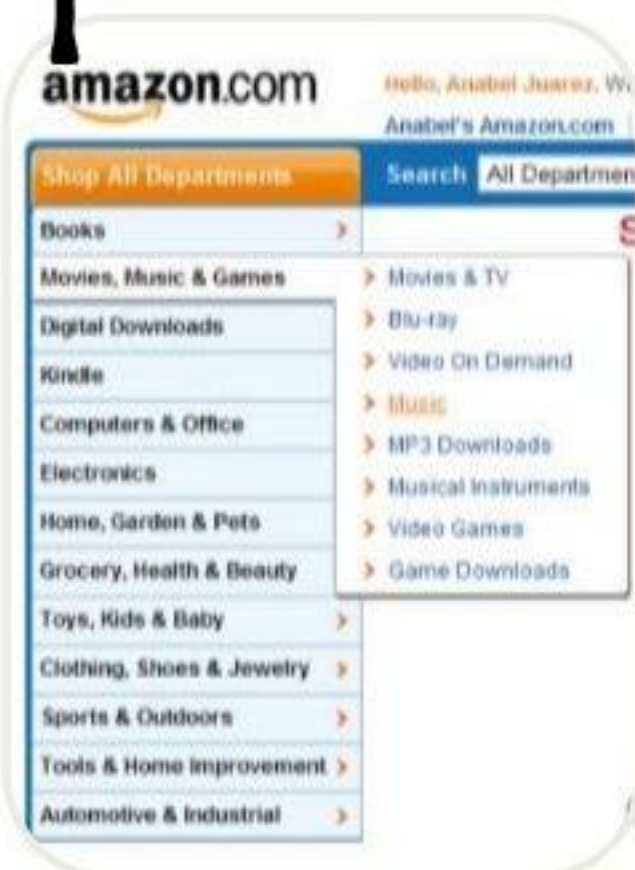 amazon.com
Hello, Anabel Juarez.
Anabel's Amazon.com
Shop All Departments
Search All Departmen
Books
Movies, Music & Games
Movies & TV
Blu-ray
Video On Demand
Music
MP3 Downloads
Musical Instruments
Video Games
Game Downloads
Digital Downloads
Kindle
Computers & Office
Electronics
Home, Garden & Pets
Grocery, Health & Beauty
Toys, Kids & Baby
Clothing, Shoes & Jewelry
Sports & Outdoors
Tools & Home Improvement
Automotive & Industrial